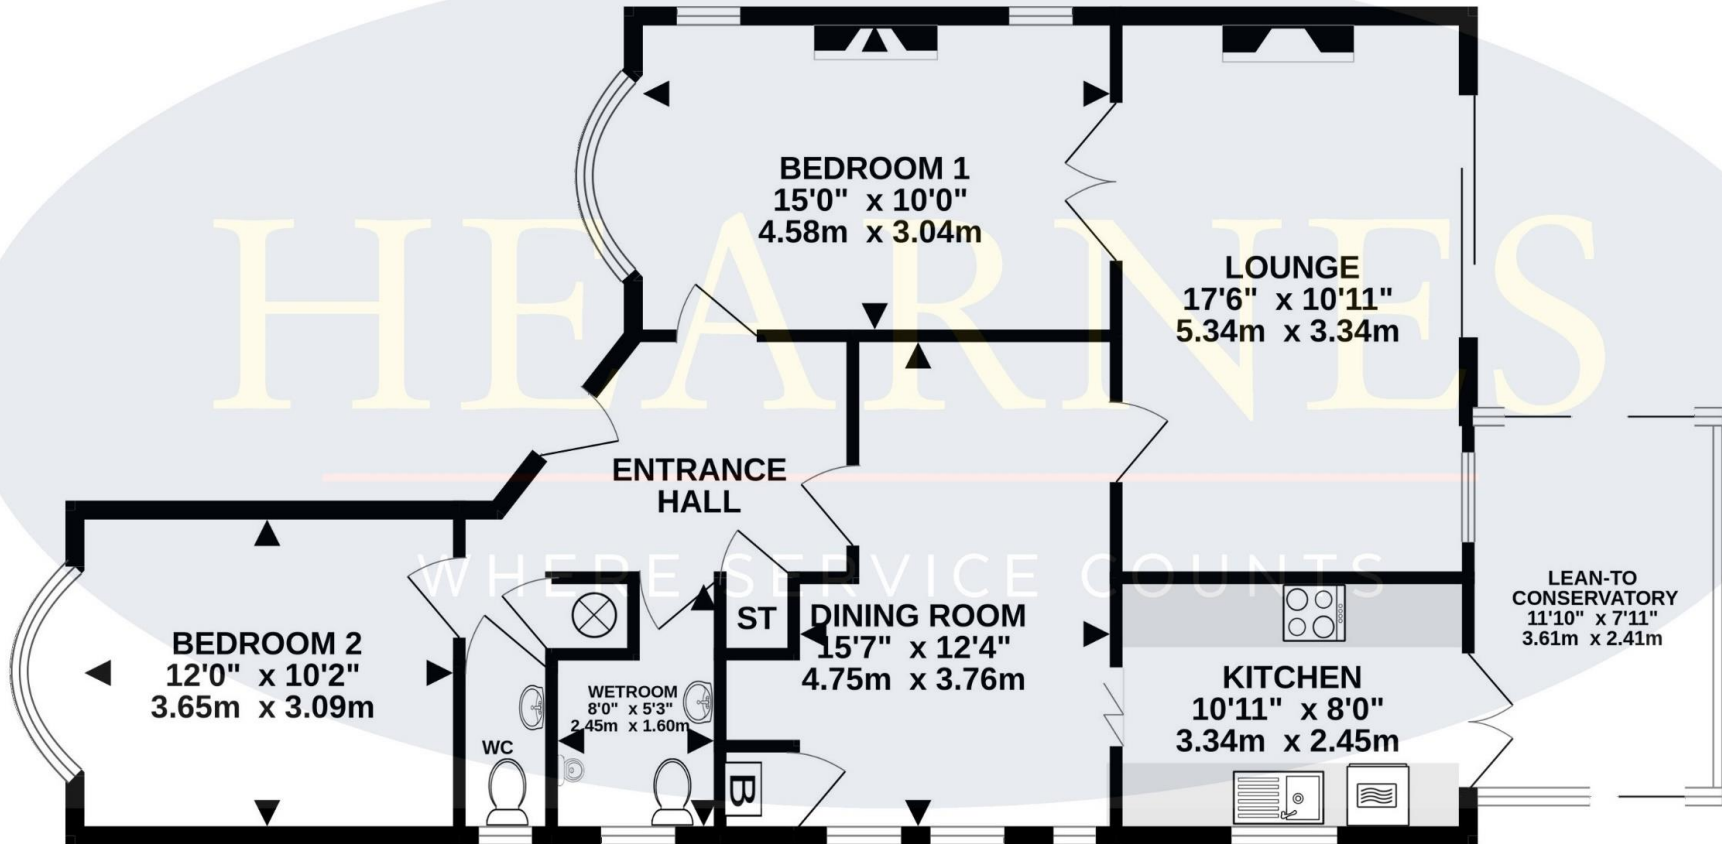 BEDROOM 1
15'0" x 10'0"
4.58m x 3.04m
LOUNGE
17'6" x 10'11"
5.34m x 3.34m
HEARNES
ENTRANCE
HALL
WHERE SERVICE COUNTS
LEAN-TO
CONSERVATORY
11'10" x 7'11"
3.61m x 2.41m
ST
DINING ROOM
15'7" x 12'4"
4.75m x 3.76m
BEDROOM 2
12'0" x 10'2"
3.65m x 3.09m
KITCHEN
10'11" x 8'0"
3.34m x 2.45m
WETROOM
8'0" x 5'3"
2.45m x 1.60m
WC
B